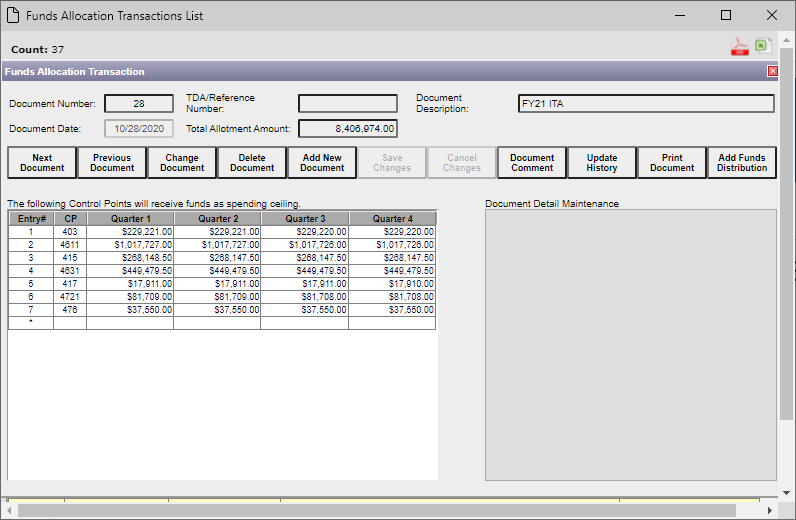 Funds Allocation Transactions List
Count: 37
Funds Allocation Transaction
Document Number: 28 TDA/Reference Number: Document Description: FY21 ITA
Document Date: 10/28/2020 Total Allotment Amount: 8,406,974.00
Next Document Previous Document Change Document Delete Document Add New Document Save Changes Cancel Changes Document Comment Update History Print Document Add Funds Distribution
The following Control Points will receive funds as spending ceiling. Document Detail Maintenance
Entry# CP Quarter 1 Quarter 2 Quarter 3 Quarter 4
1 403 $229,221.00 $229,221.00 $229,220.00 $229,220.00
2 4611 $1,017,727.00 $1,017,727.00 $1,017,726.00 $1,017,726.00
3 415 $268,148.50 $268,147.50 $268,147.50 $268,147.50
4 4631 $449,479.50 $449,479.50 $449,479.50 $449,479.50
5 417 $17,911.00 $17,911.00 $17,911.00 $17,910.00
6 4721 $81,709.00 $81,709.00 $81,708.00 $81,708.00
7 476 $37,550.00 $37,550.00 $37,550.00 $37,550.00
*